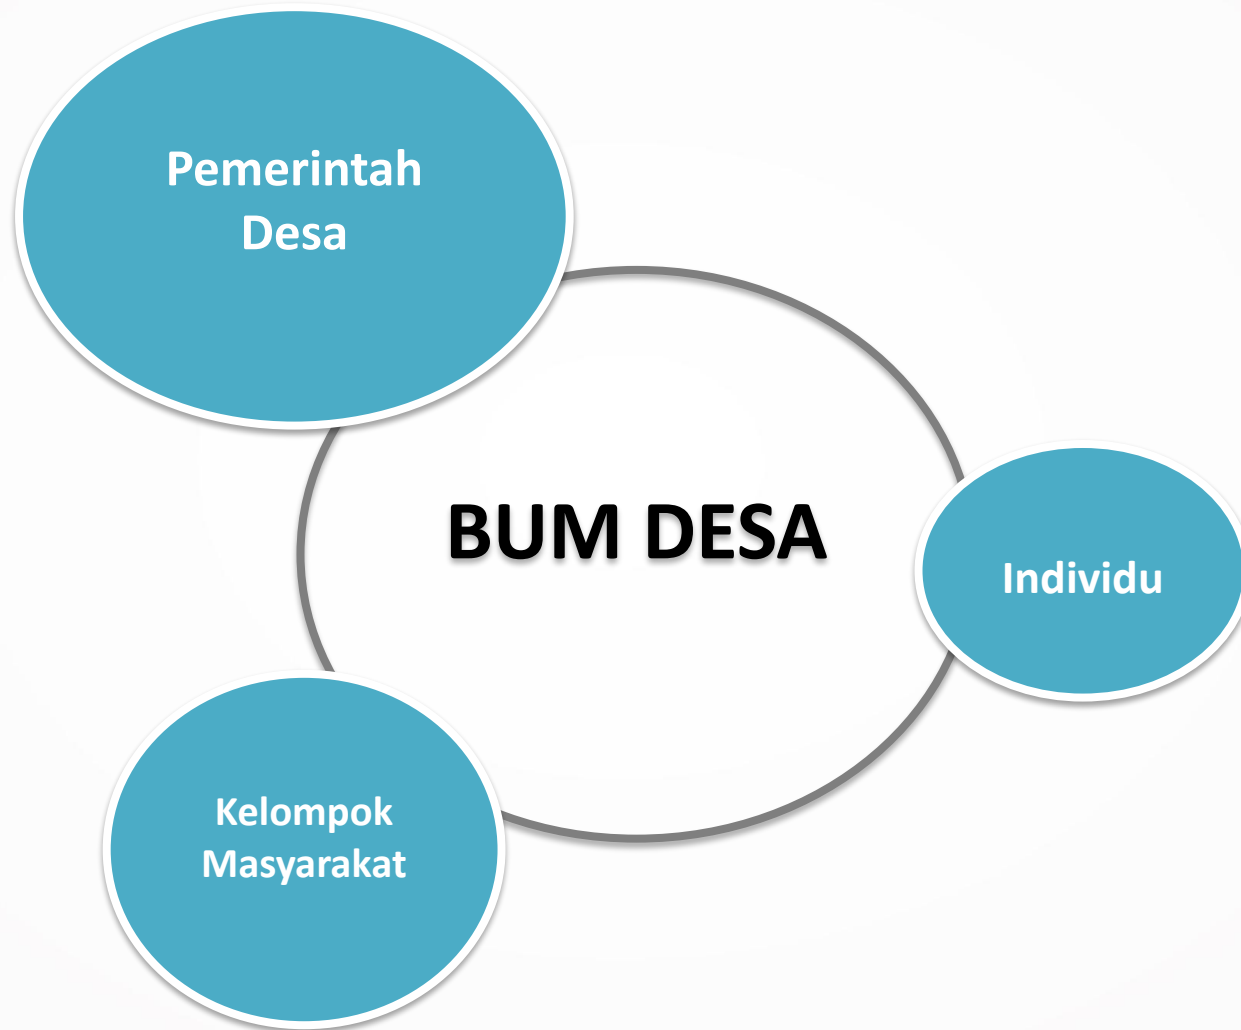 Pemerintah
Desa
BUM DESA
Individu
Kelompok
Masyarakat